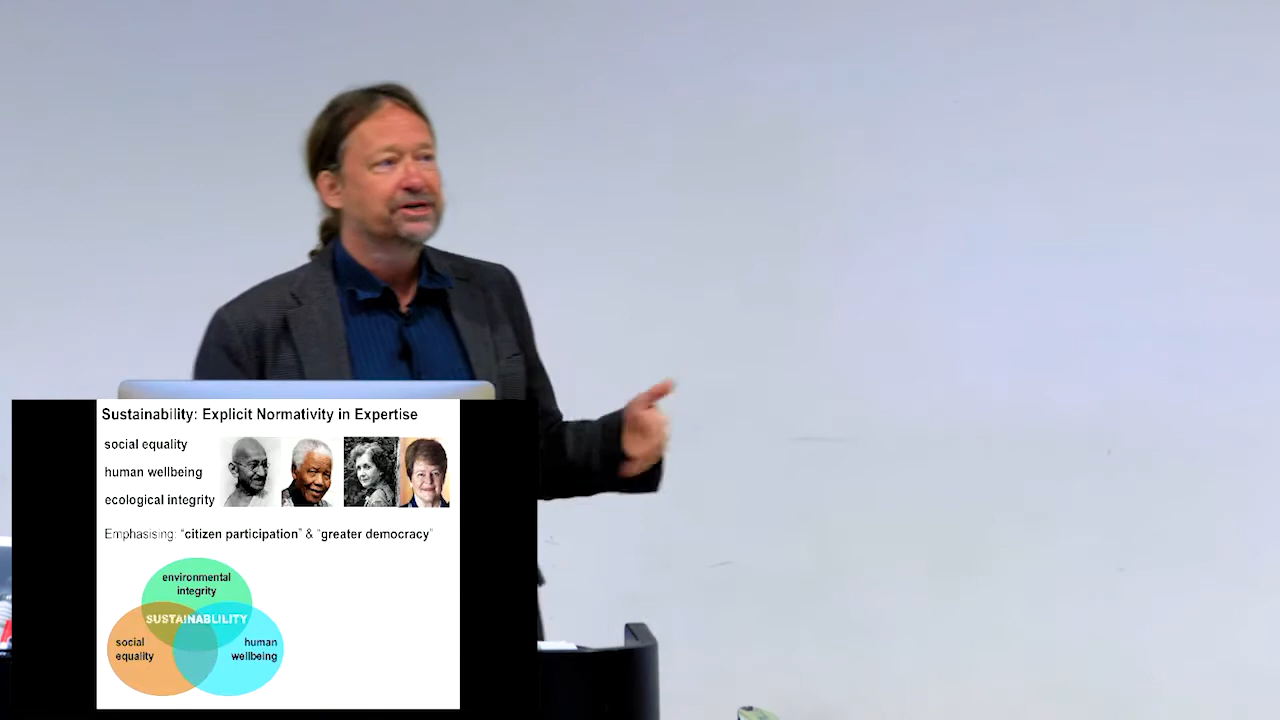 Sustainability: Explicit Normativity in Expertise
social equality
human wellbeing
ecological integrity
Emphasising: “citizen participation” & “greater democracy”
environmental
integrity
SUSTAINABLILITY
social
equality
human
wellbeing